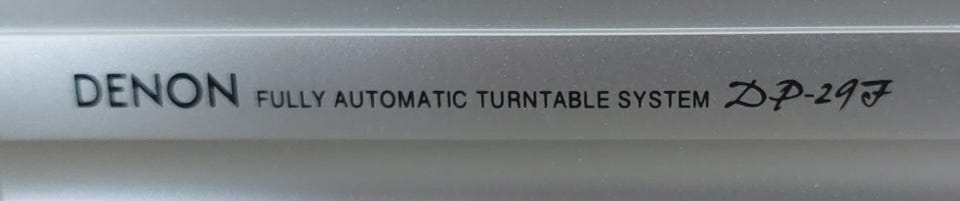 DENON FULLY AUTOMATIC TURNTABLE SYSTEM DP-29F